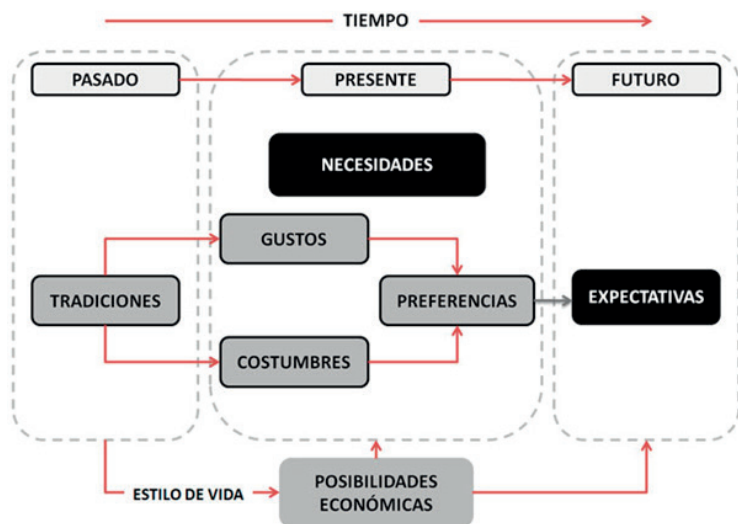 TIEMPO
PASADO
PRESENTE
FUTURO
NECESIDADES
GUSTOS
TRADICIONES
PREFERENCIAS
EXPECTATIVAS
COSTUMBRES
ESTILO DE VIDA
POSIBILIDADES
ECONÓMICAS